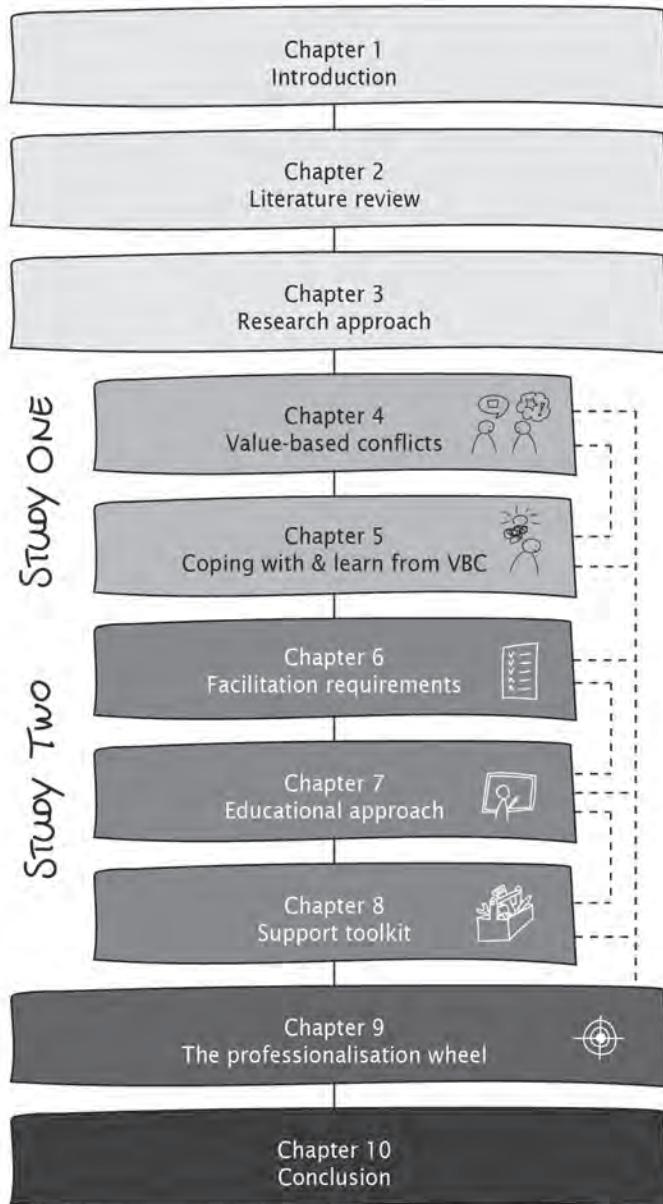 Chapter 1
Introduction
Chapter 2
Literature review
Chapter 3
Research approach
STUDY ONE
Chapter 4
Value-based conflicts
Chapter 5
Coping with & learn from VBC
STUDY TWO
Chapter 6
Facilitation requirements
Chapter 7
Educational approach
Chapter 8
Support toolkit
Chapter 9
The professionalisation wheel
Chapter 10
Conclusion